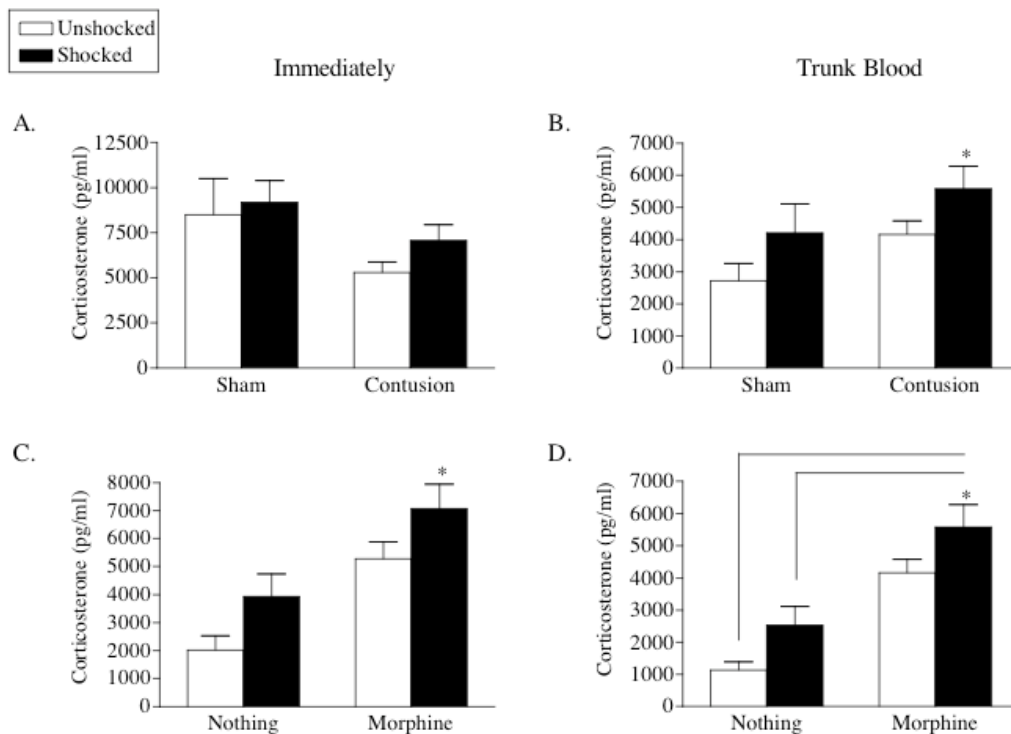 Unshocked
Shocked
Immediately
Trunk Blood
A.
Corticosterone (pg/ml)
12500
10000
7500
5000
2500
0
Sham Contusion
B.
Corticosterone (pg/ml)
7000
6000
5000
4000
3000
2000
1000
0
*
Sham Contusion
C.
Corticosterone (pg/ml)
8000
7000
6000
5000
4000
3000
2000
1000
0
*
Nothing Morphine
D.
Corticosterone (pg/ml)
7000
6000
5000
4000
3000
2000
1000
0
*
Nothing Morphine